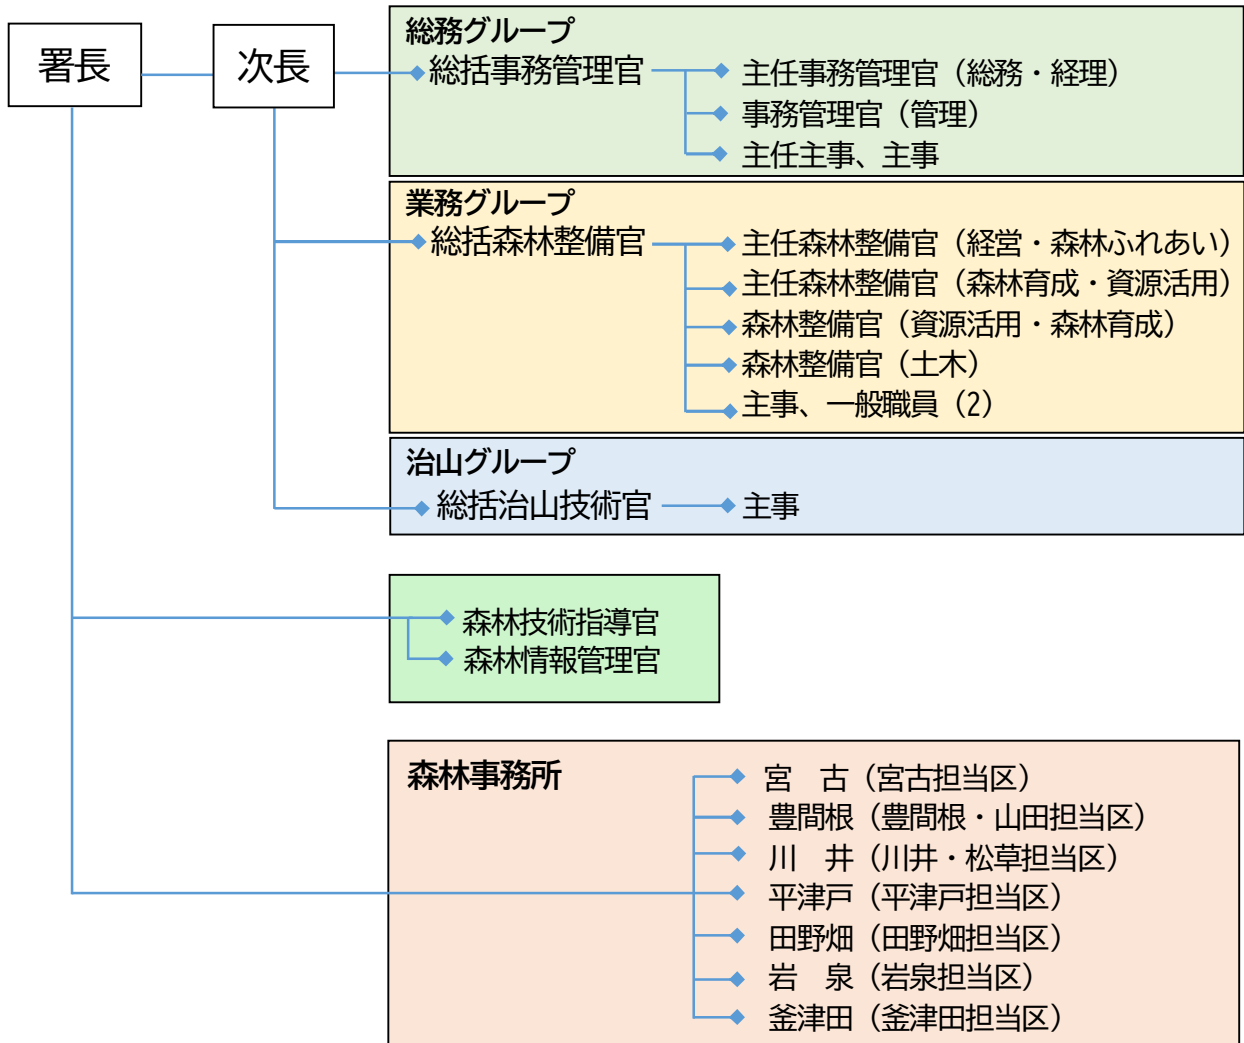 署長
次長
総務グループ
総括事務管理官
主任事務管理官（総務・経理）
事務管理官（管理）
主任主事、主事
業務グループ
総括森林整備官
主任森林整備官（経営・森林ふれあい）
主任森林整備官（森林育成・資源活用）
森林整備官（資源活用・森林育成）
森林整備官（土木）
主事、一般職員（2）
治山グループ
総括治山技術官
主事
森林技術指導官
森林情報管理官
森林事務所
宮　古（宮古担当区）
豊間根（豊間根・山田担当区）
川　井（川井・松草担当区）
平津戸（平津戸担当区）
田野畑（田野畑担当区）
岩　泉（岩泉担当区）
釜津田（釜津田担当区）